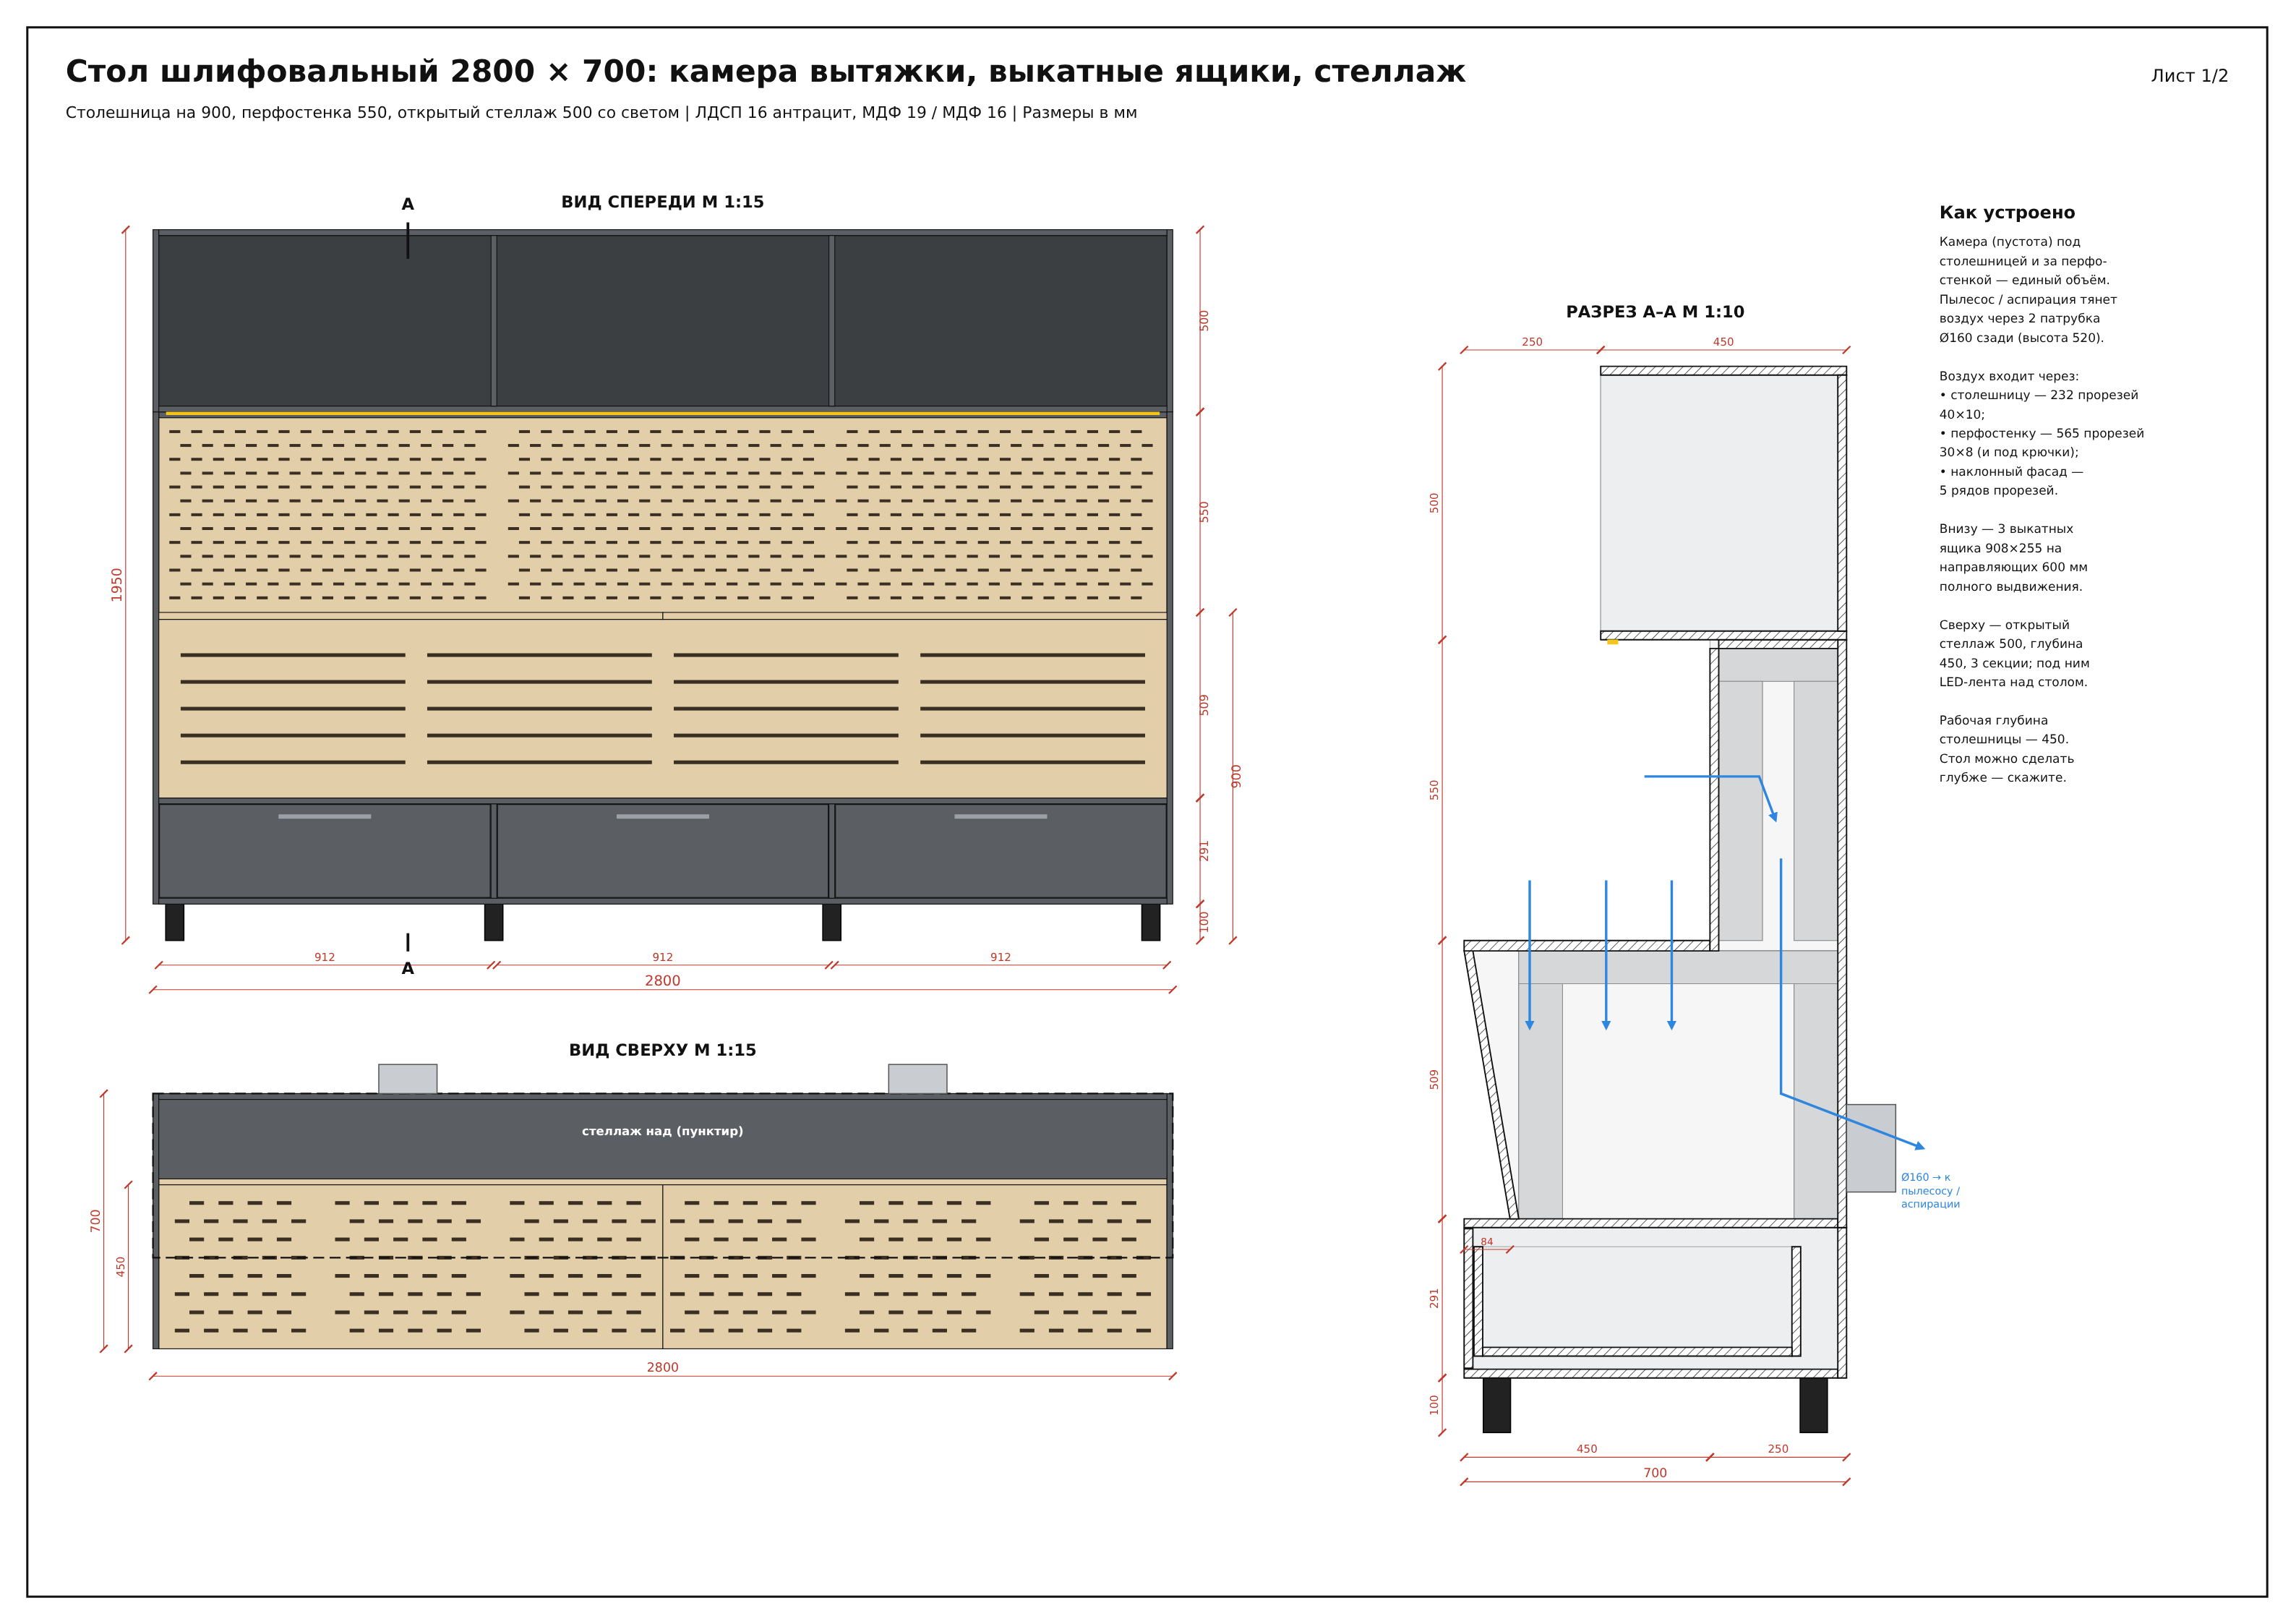 Стол шлифовальный 2800 × 700: камера вытяжки, выкатные ящики, стеллаж
Лист 1/2
Столешница на 900, перфостенка 550, открытый стеллаж 500 со светом | ЛДСП 16 антрацит, МДФ 19 / МДФ 16 | Размеры в мм
ВИД СПЕРЕДИ М 1:15
А
500
550
509
291
100
900
1950
А
912
912
912
2800
ВИД СВЕРХУ М 1:15
стеллаж над (пунктир)
700
450
2800
РАЗРЕЗ А–А М 1:10
250
450
500
550
509
291
100
84
Ø160 → к
пылесосу /
аспирации
450
250
700
Как устроено
Камера (пустота) под
столешницей и за перфо-
стенкой — единый объём.
Пылесос / аспирация тянет
воздух через 2 патрубка
Ø160 сзади (высота 520).
Воздух входит через:
• столешницу — 232 прорезей
40×10;
• перфостенку — 565 прорезей
30×8 (и под крючки);
• наклонный фасад —
5 рядов прорезей.
Внизу — 3 выкатных
ящика 908×255 на
направляющих 600 мм
полного выдвижения.
Сверху — открытый
стеллаж 500, глубина
450, 3 секции; под ним
LED-лента над столом.
Рабочая глубина
столешницы — 450.
Стол можно сделать
глубже — скажите.